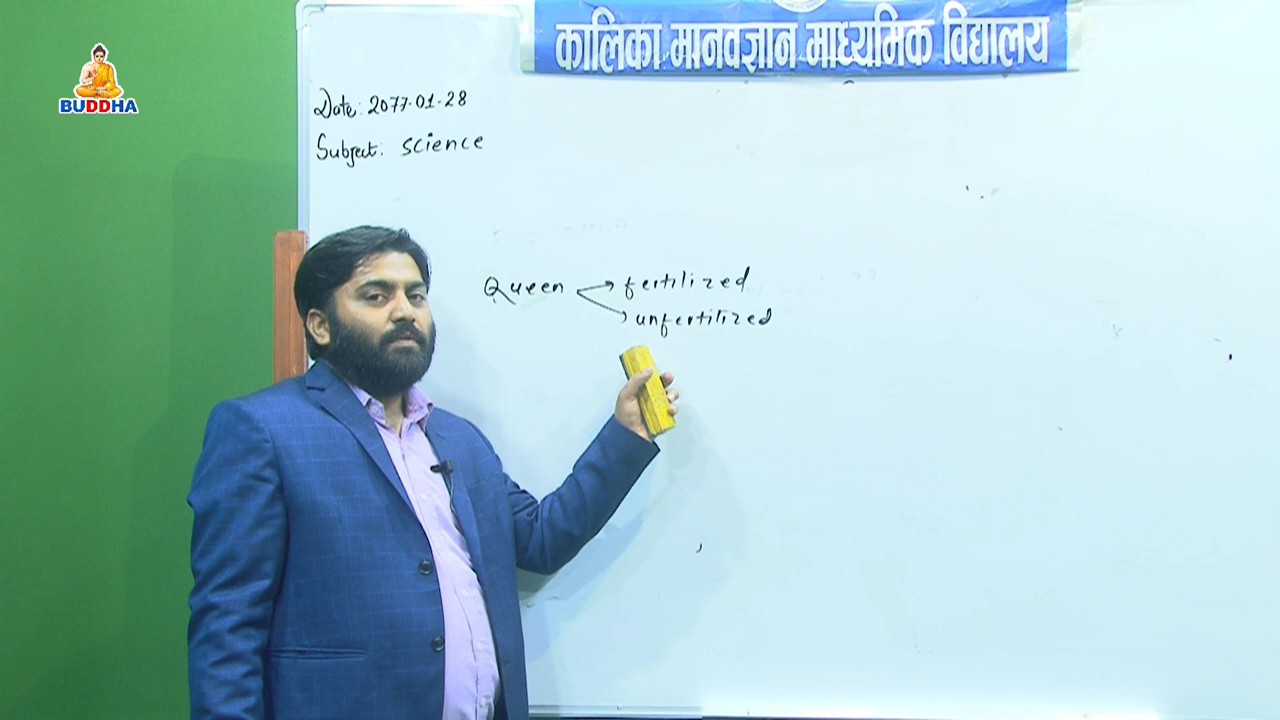 कालिका मानवज्ञान माध्यमिक विद्यालय
BUDDHA
Date: 2077-01-28
Subject: Science
Queen fertilized
unfertilized